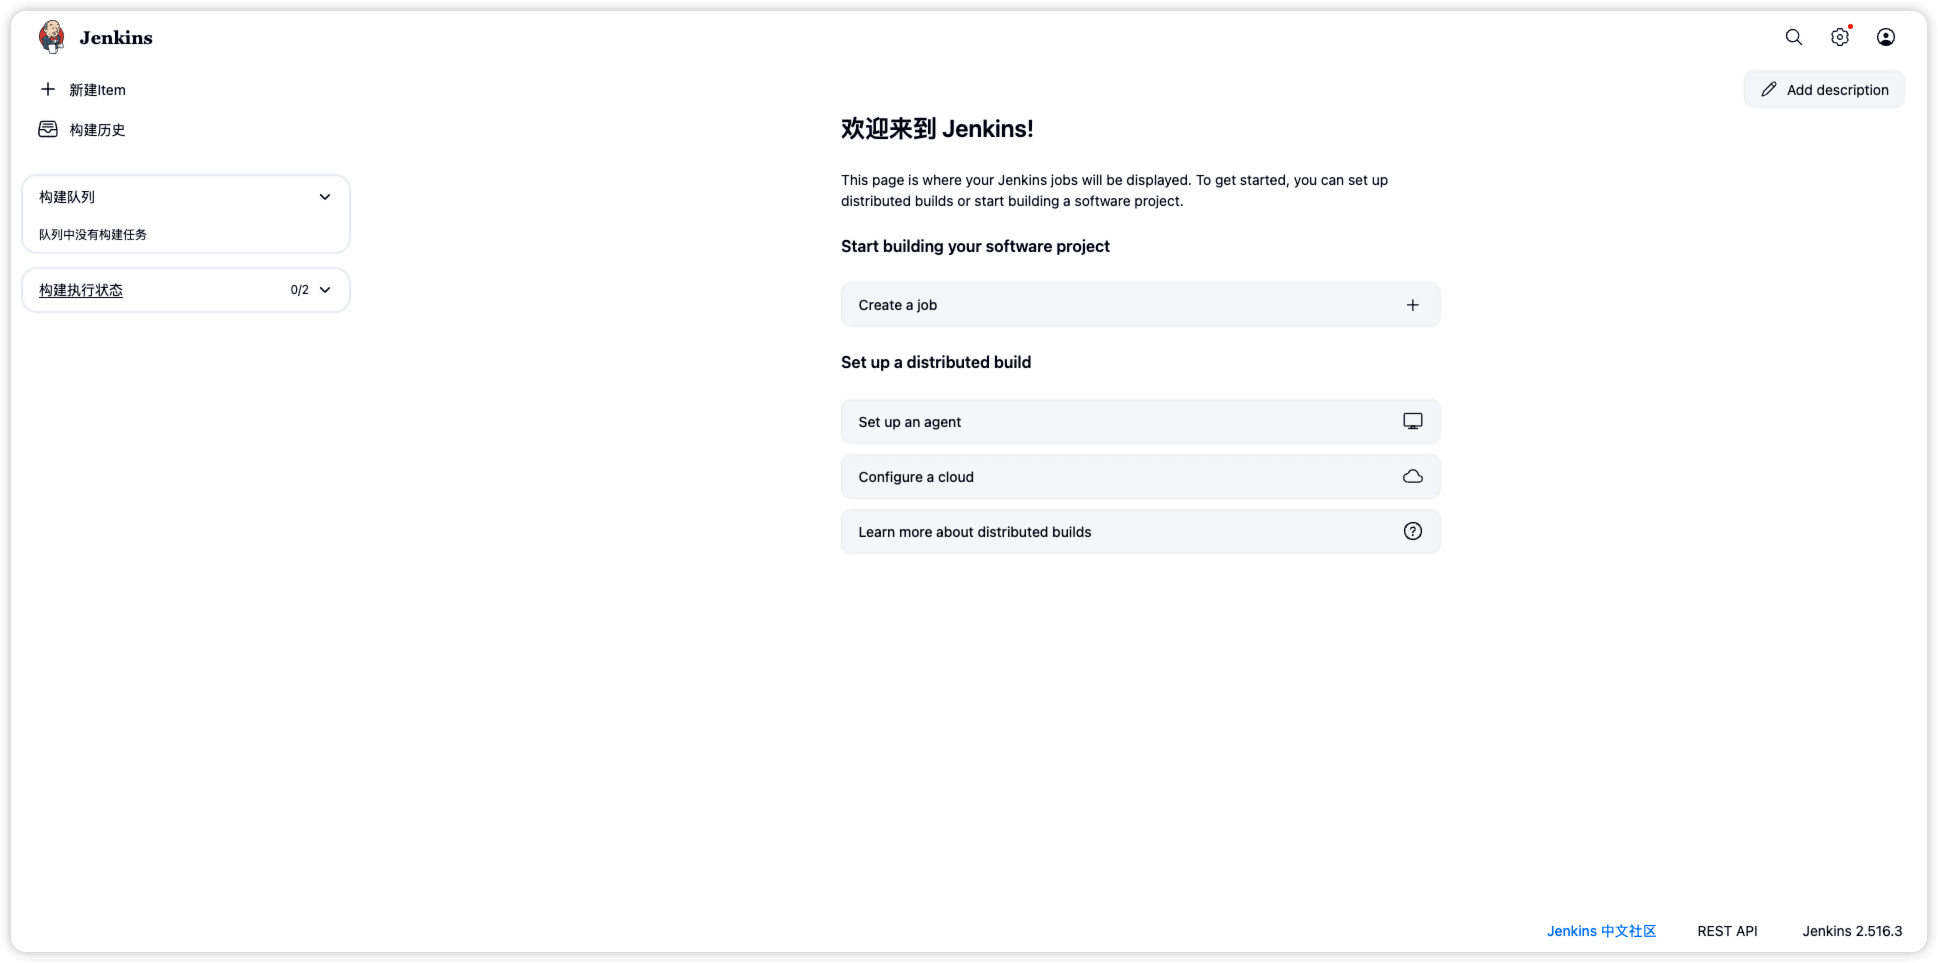 Jenkins
新建Item
构建历史
构建队列
队列中没有构建任务
构建执行状态 0/2
Add description
欢迎来到 Jenkins!
This page is where your Jenkins jobs will be displayed. To get started, you can set up
distributed builds or start building a software project.
Start building your software project
Create a job
Set up a distributed build
Set up an agent
Configure a cloud
Learn more about distributed builds
Jenkins 中文社区 REST API Jenkins 2.516.3